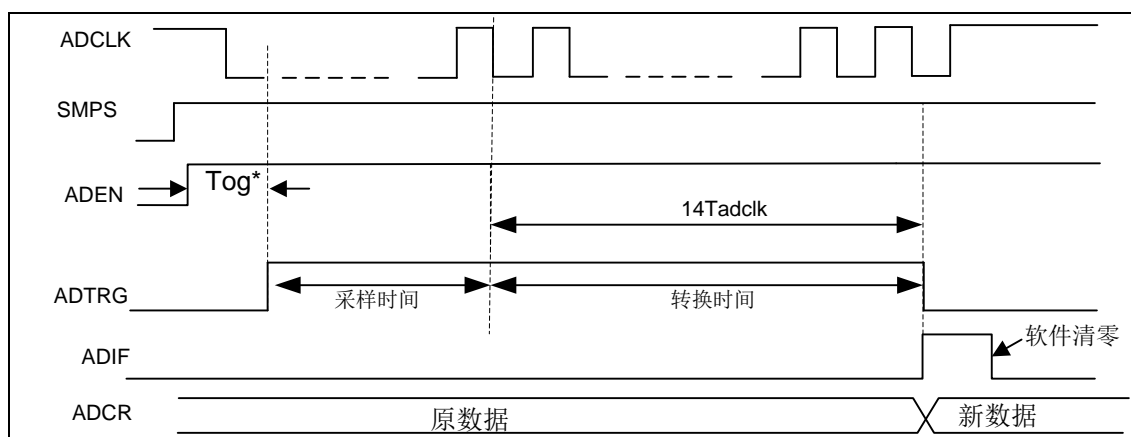 ADCLK
SMPS
ADEN
Tog*
14Tadclk
ADTRG
采样时间
转换时间
ADIF
软件清零
ADCR
原数据
新数据